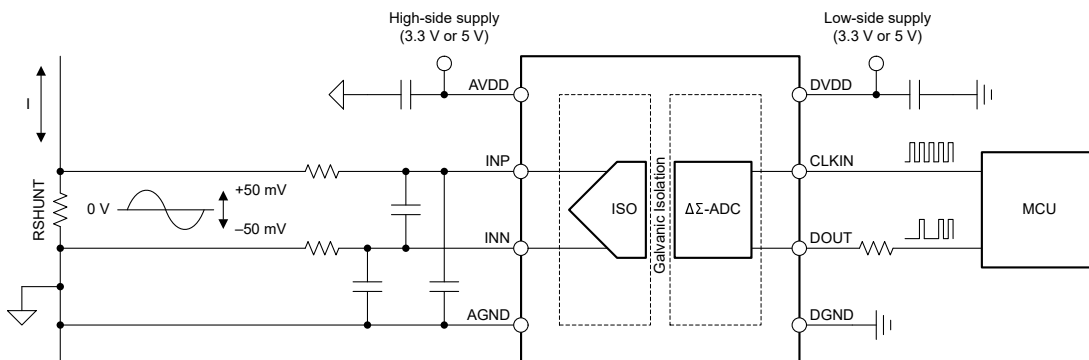 High-side supply
(3.3 V or 5 V)
Low-side supply
(3.3 V or 5 V)
AVDD
DVDD
I
INP
CLKIN
RSHUNT
0 V
+50 mV
–50 mV
ISO
Galvanic Isolation
ΔΣ-ADC
MCU
INN
DOUT
AGND
DGND